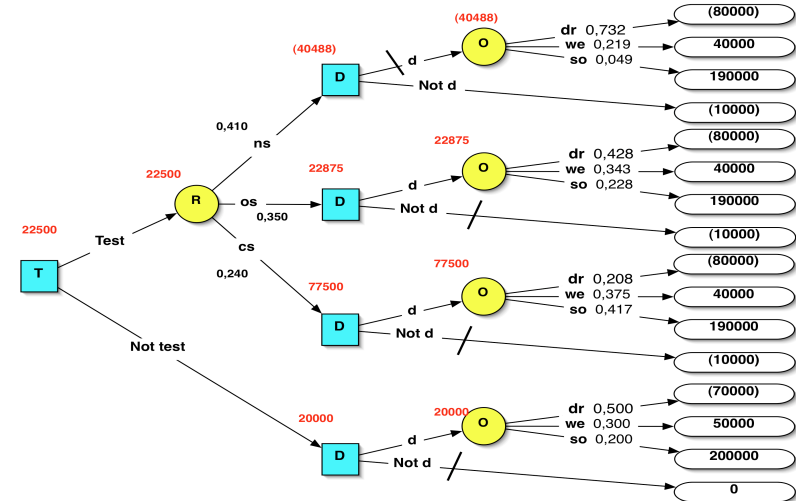 (80000)
(40488)
dr 0,732
O
we 0,219
40000
(40488)
d
so 0,049
190000
D
Not d
(10000)
0,410
ns
(80000)
22875
dr 0,428
22500
22875
O
we 0,343
40000
d
so 0,228
190000
R
os
0,350
D
Not d
22500
(10000)
Test
cs
(80000)
77500
T
0,240
dr 0,208
77500
O
we 0,375
40000
d
so 0,417
190000
D
Not d
Not test
(10000)
(70000)
20000
20000
dr 0,500
O
we 0,300
50000
d
so 0,200
200000
D
Not d
0